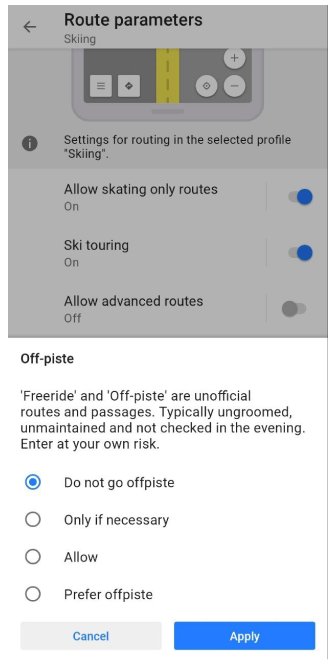 Route parameters
Skiing
Settings for routing in the selected profile
"Skiing".
Allow skating only routes
On
Ski touring
On
Allow advanced routes
Off
Off-piste
'Freeride' and 'Off-piste' are unofficial
routes and passages. Typically ungroomed,
unmaintained and not checked in the evening.
Enter at your own risk.
Do not go offpiste
Only if necessary
Allow
Prefer offpiste
Cancel
Apply